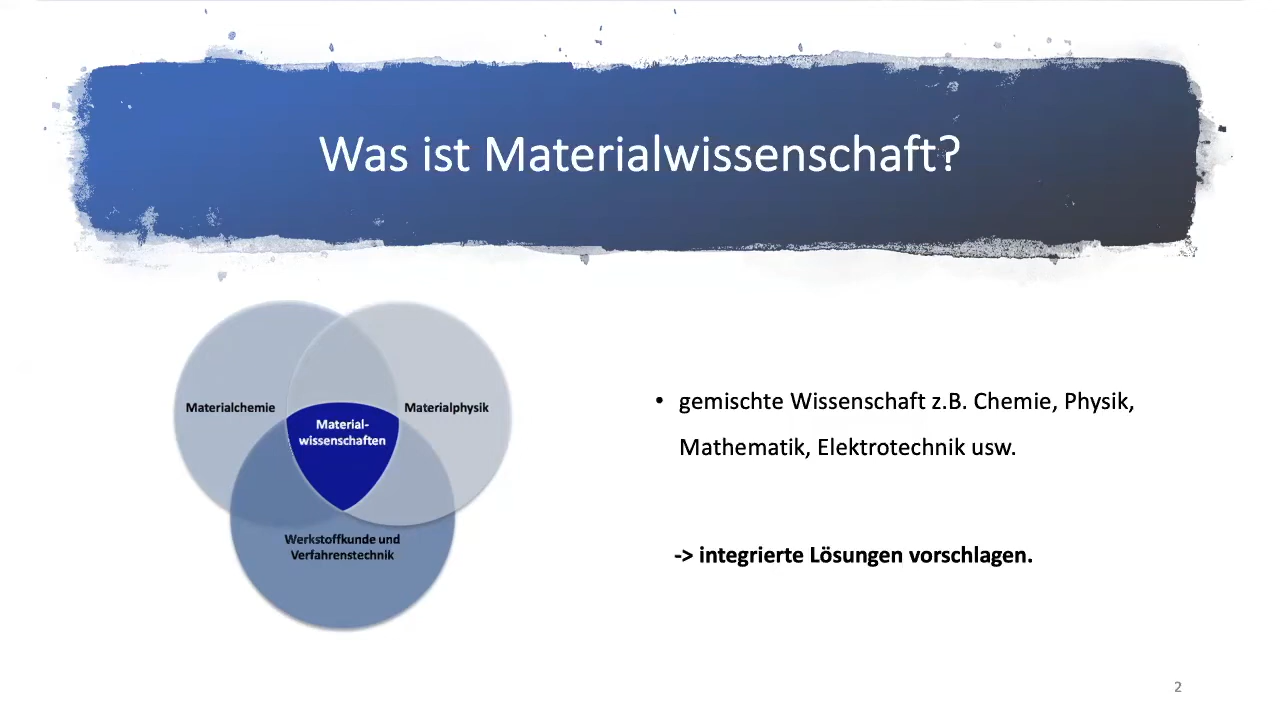 Was ist Materialwissenschaft?
Materialchemie
Materialphysik
Material-
wissenschaften
Werkstoffkunde und
Verfahrenstechnik
• gemischte Wissenschaft z.B. Chemie, Physik,
Mathematik, Elektrotechnik usw.
-> integrierte Lösungen vorschlagen.
2